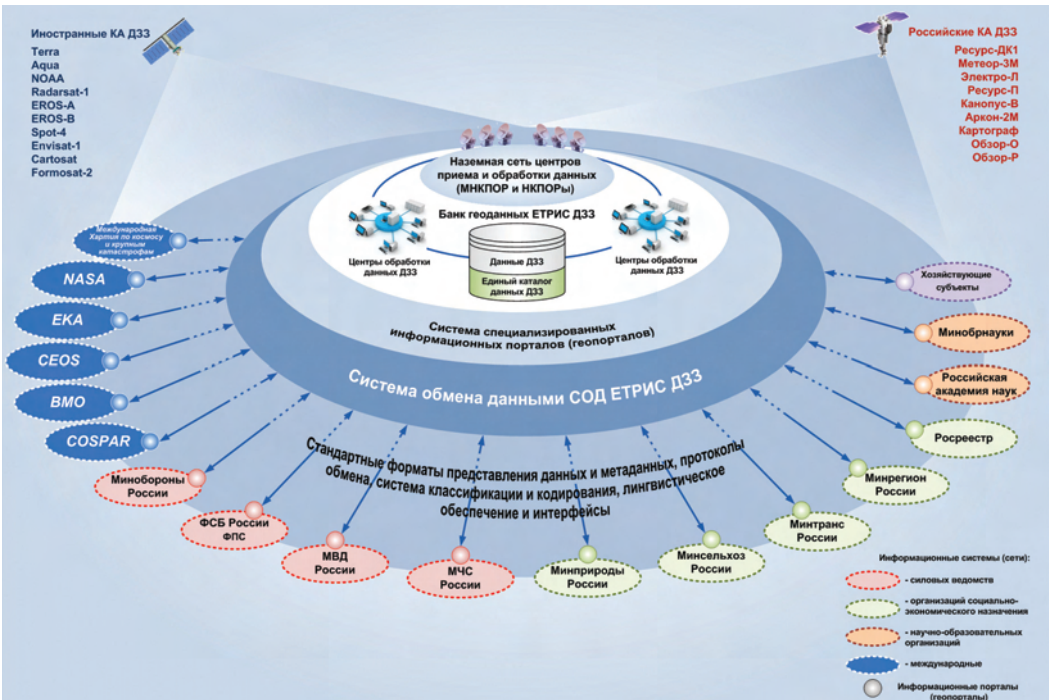 Иностранные КА ДЗЗ
Terra
Aqua
NOAA
Radarsat-1
EROS-A
EROS-B
Spot-4
Envisat-1
Cartosat
Formosat-2
Российские КА ДЗЗ
Ресурс-ДК1
Метеор-3М
Электро-Л
Ресурс-П
Канопус-В
Аркон-2М
Картограф
Обзор-О
Обзор-Р
Наземная сеть центров
приема и обработки данных
(МНКПОР и НКПОРы)
Банк геоданных ЕТРИС ДЗЗ
Центры обработки
данных ДЗЗ
Данные ДЗЗ
Единый каталог
данных ДЗЗ
Центры обработки
данных ДЗЗ
Система специализированных
информационных порталов (геопорталов)
Система обмена данными СОД ЕТРИС ДЗЗ
Стандартные форматы представления данных и метаданных, протоколы
обмена, система классификации и кодирования, лингвистическое
обеспечение и интерфейсы
Международная
Хартия по космосу
и крупным
катастрофам
NASA
ЕКА
CEOS
ВМО
COSPAR
Минобороны
России
ФСБ России
ФПС
МВД
России
МЧС
России
Минприроды
России
Минсельхоз
России
Минтранс
России
Минрегион
России
Росреестр
Российская
академия наук
Минобрнауки
Хозяйствующие
субъекты
Информационные системы (сети):
- силовых ведомств
- организаций социально-
экономического назначения
- научно-образовательных
организаций
- международные
Информационные порталы
(геопорталы)